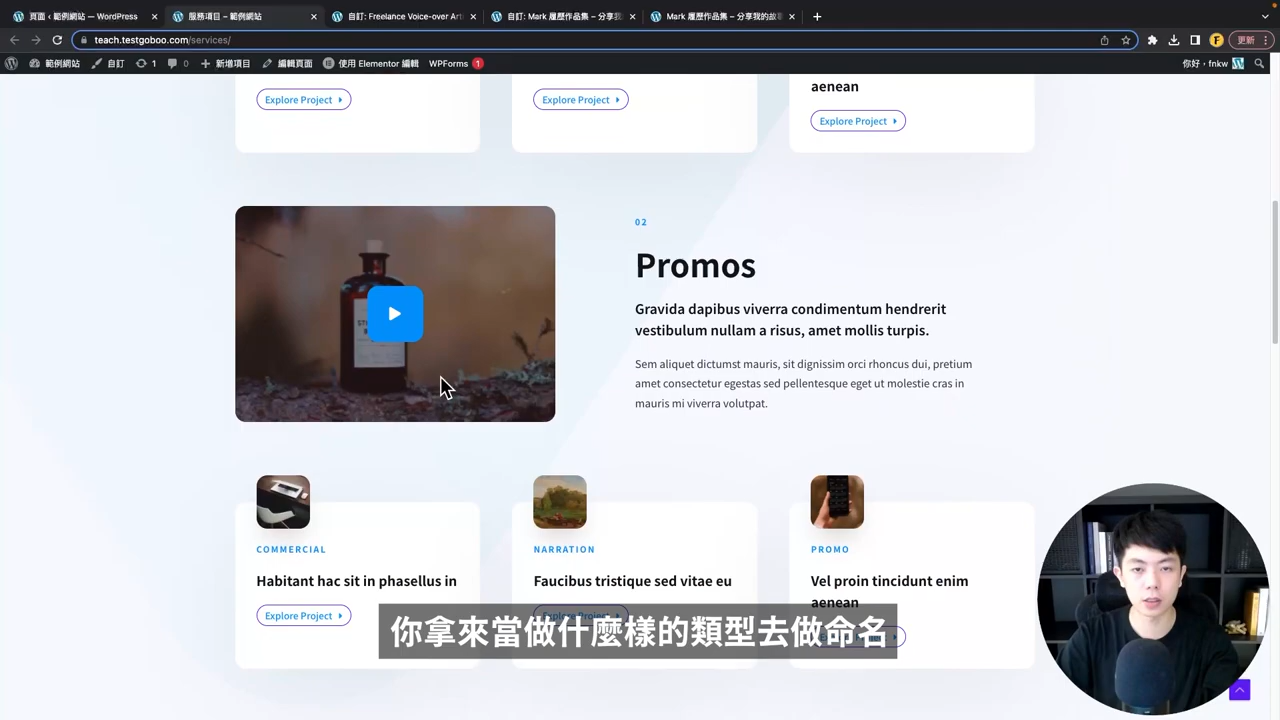 頁面 ‹ 範例網站 — WordPress
服務項目 – 範例網站
自訂: Freelance Voice-over Art
自訂: Mark 履歷作品集 – 分享我
Mark 履歷作品集 – 分享我的故
teach.testgoboo.com/services/
更新
範例網站
自訂
1
0
新增項目
編輯頁面
使用 Elementor 編輯
WPForms 1
你好，fnkw
aenean
Explore Project
Explore Project
Explore Project
02
Promos
Gravida dapibus viverra condimentum hendrerit
vestibulum nullam a risus, amet mollis turpis.
Sem aliquet dictumst mauris, sit dignissim orci rhoncus dui, pretium
amet consectetur egestas sed pellentesque eget ut molestie cras in
mauris mi viverra volutpat.
COMMERCIAL
NARRATION
PROMO
Habitant hac sit in phasellus in
Faucibus tristique sed vitae eu
Vel proin tincidunt enim
aenean
Explore Project
Explore Project
你拿來當做什麼樣的類型去做命名